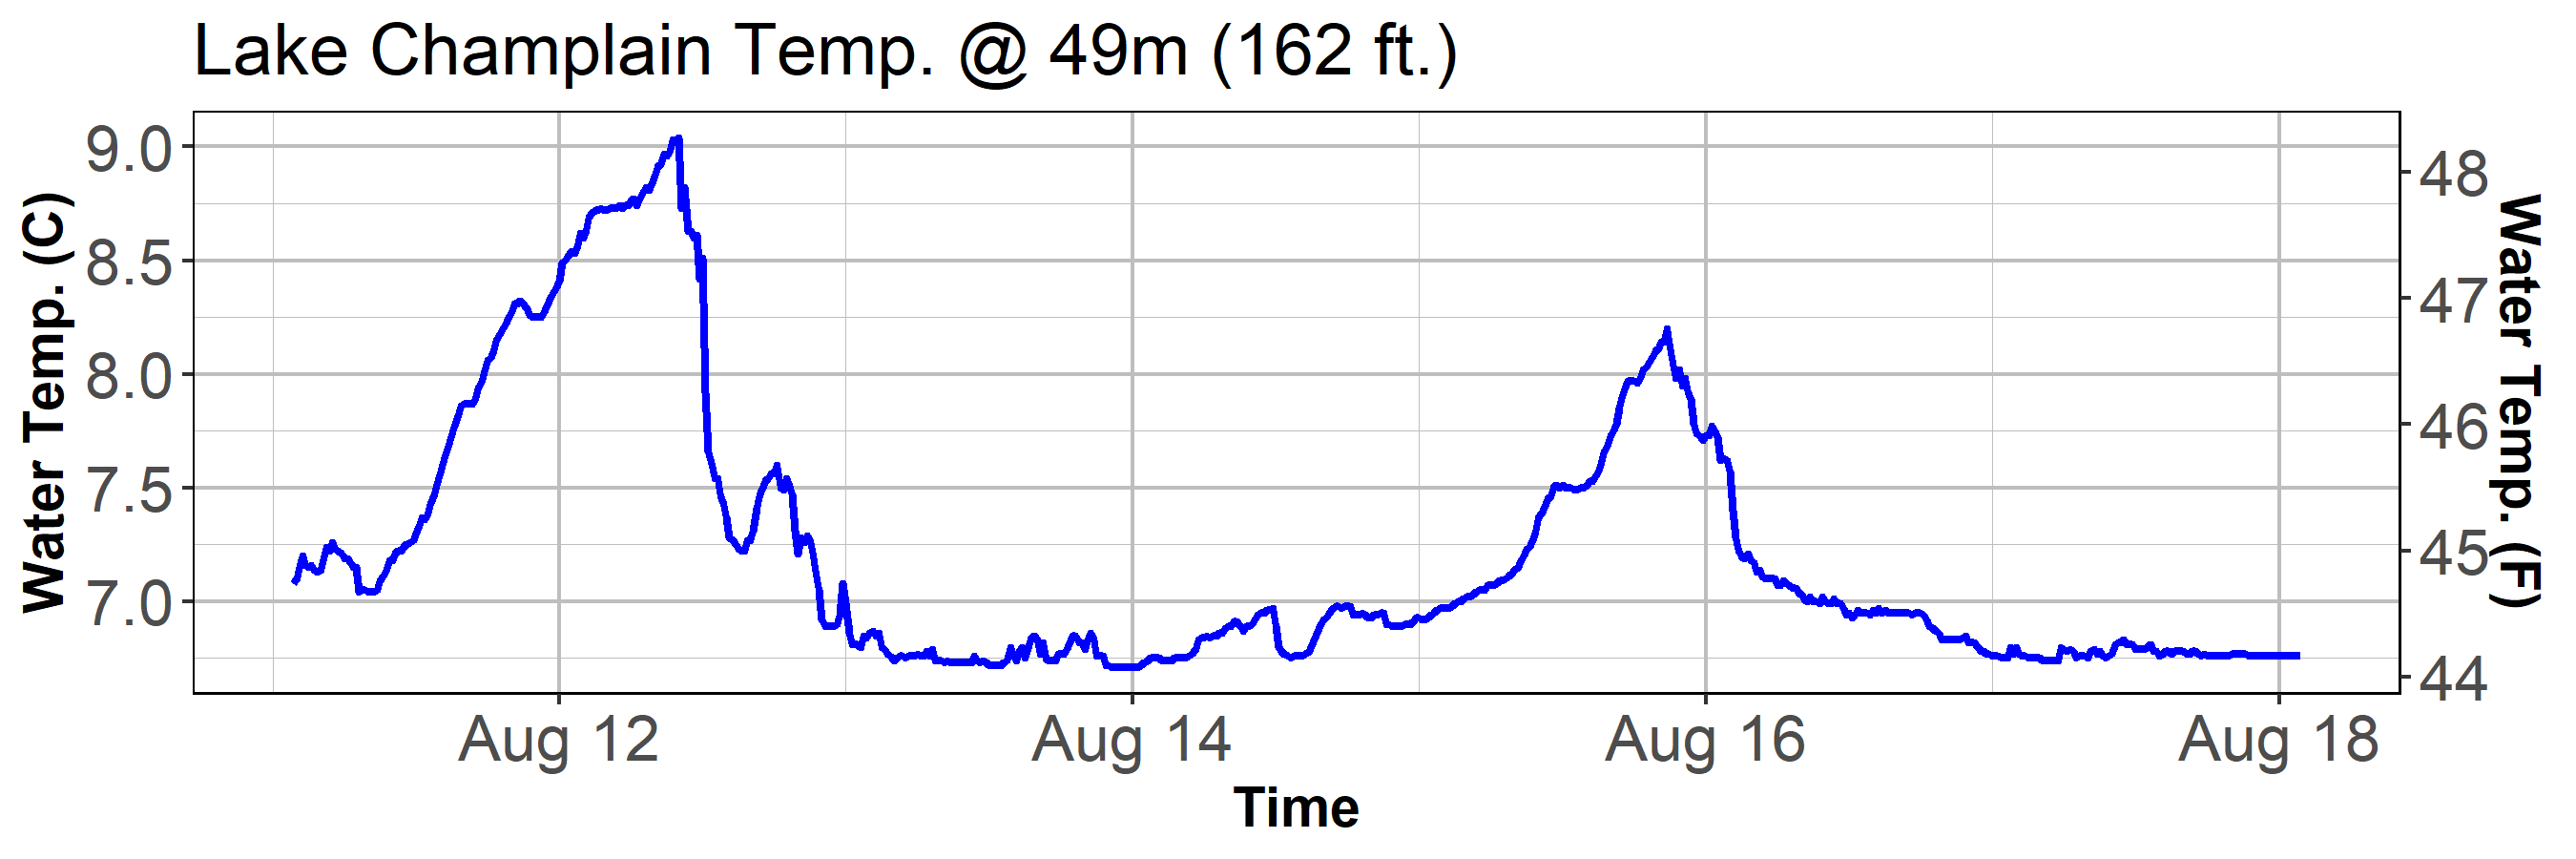 Lake Champlain Temp. @ 49m (162 ft.)
Water Temp. (C)
9.0
8.5
8.0
7.5
7.0
48
47
46
45
44
Water Temp. (F)
Aug 12
Aug 14
Aug 16
Aug 18
Time